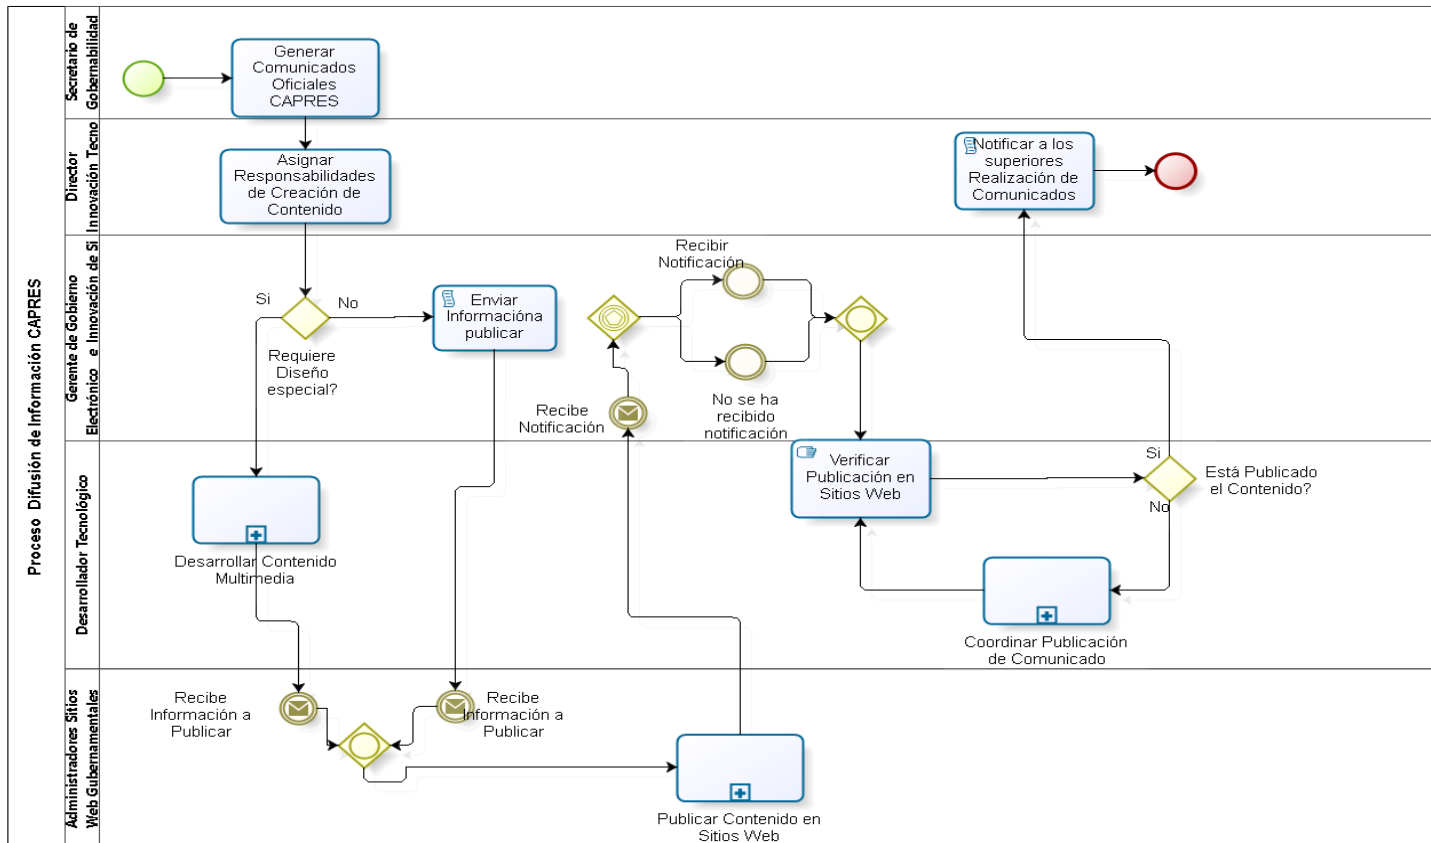 Proceso  Difusión de Información CAPRES
Secretario de
Gobernabilidad
Generar
Comunicados
Oficiales
CAPRES
Director
Innovación Tecno
Asignar
Responsabilidades
de Creación de
Contenido
Notificar a los
superiores
Realización de
Comunicados
Gerente de Gobierno
Electrónico  e  Innovación de Si
Si
No
Requiere
Diseño
especial?
Enviar
Informacióna
publicar
Recibe
Notificación
Recibir
Notificación
No se ha
recibido
notificación
Desarrollador Tecnológico
Desarrollar Contenido
Multimedia
Verificar
Publicación en
Sitios Web
Si
No
Está Publicado
el Contenido?
Coordinar Publicación
de Comunicado
Administradores Sitios
Web Gubernamentales
Recibe
Información a
Publicar
Recibe
Información a
Publicar
Publicar Contenido en
Sitios Web